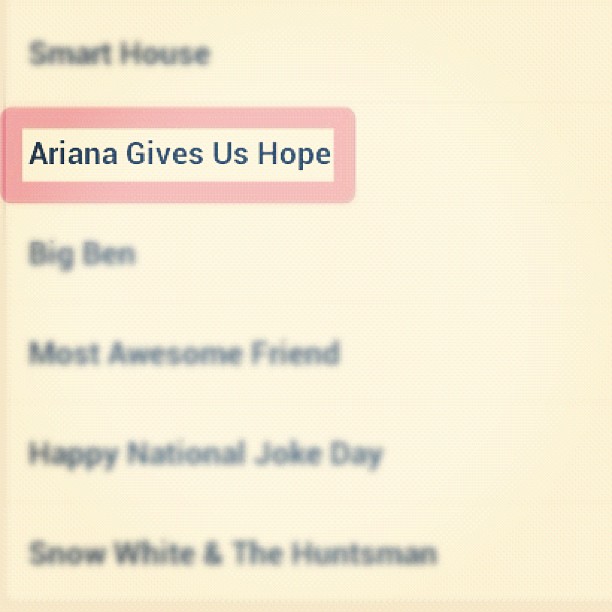 Smart House
Ariana Gives Us Hope
Big Ben
Most Awesome Friend
Happy National Joke Day
Snow White & The Huntsman